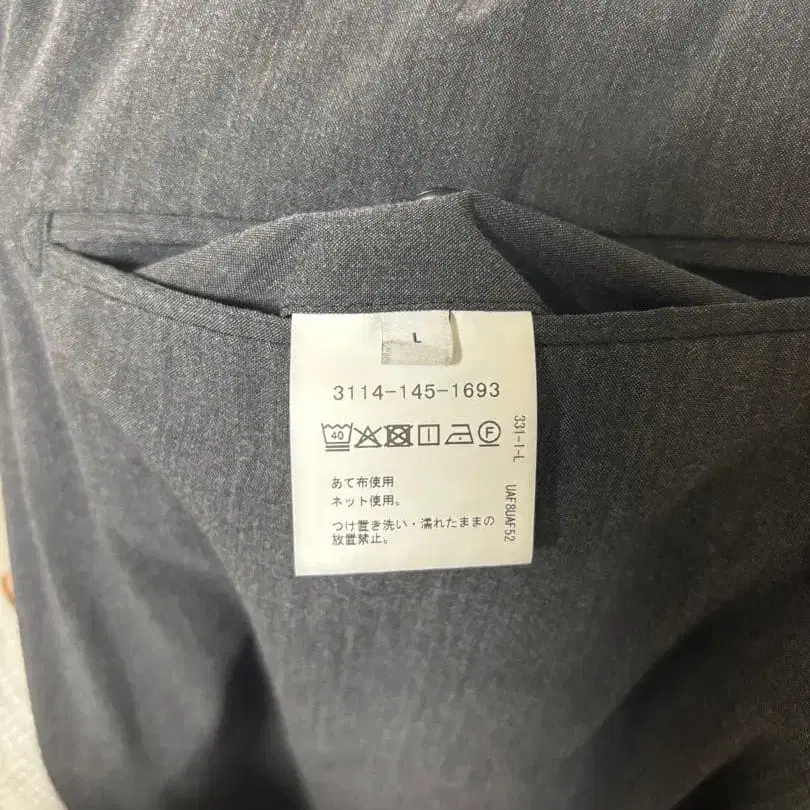 L
3114-145-1693
40
F
あて布使用
ネット使用。
つけ置き洗い・濡れたままの
放置禁止。
331-1-L
UAF8UAF52